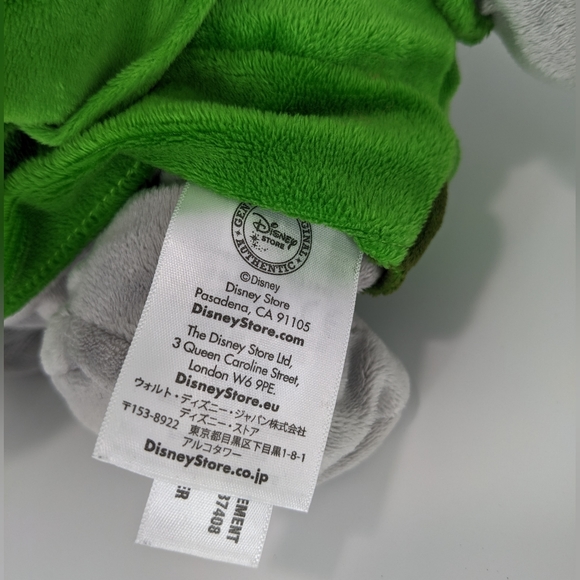 GEN
ORIGINAL
Disney
STORE
AUTHENTIC
©Disney
Disney Store
Pasadena, CA 91105
DisneyStore.com
The Disney Store Ltd,
3 Queen Caroline Street,
London W6 9PE.
DisneyStore.eu
ウォルト・ディズニー・ジャパン株式会社
ディズニー・ストア
〒153-8922 東京都目黒区下目黒1-8-1
アルコタワー
DisneyStore.co.jp
EMENT
37408
ER